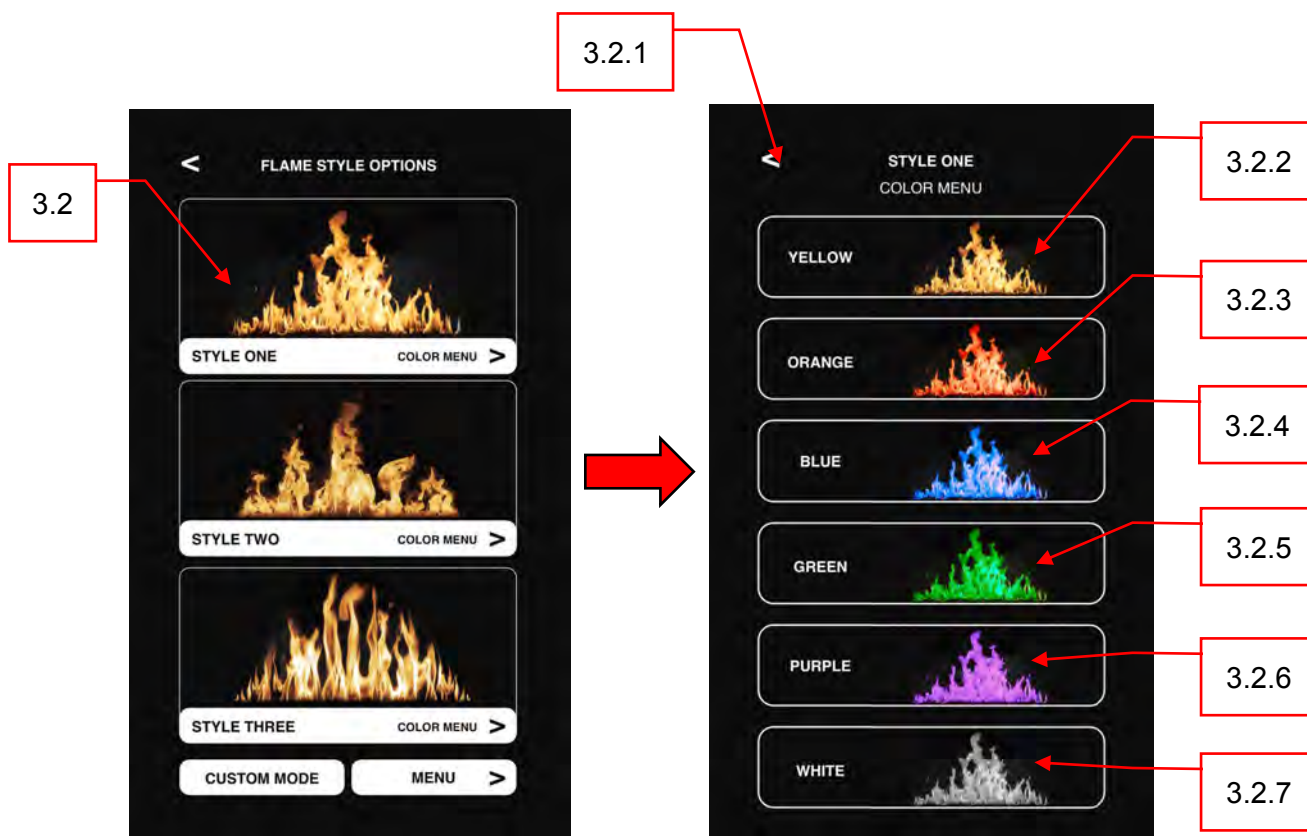 3.2.1
3.2
< FLAME STYLE OPTIONS
STYLE ONE COLOR MENU >
STYLE TWO COLOR MENU >
STYLE THREE COLOR MENU >
CUSTOM MODE MENU >
< STYLE ONE
COLOR MENU
YELLOW
3.2.2
ORANGE
3.2.3
BLUE
3.2.4
GREEN
3.2.5
PURPLE
3.2.6
WHITE
3.2.7